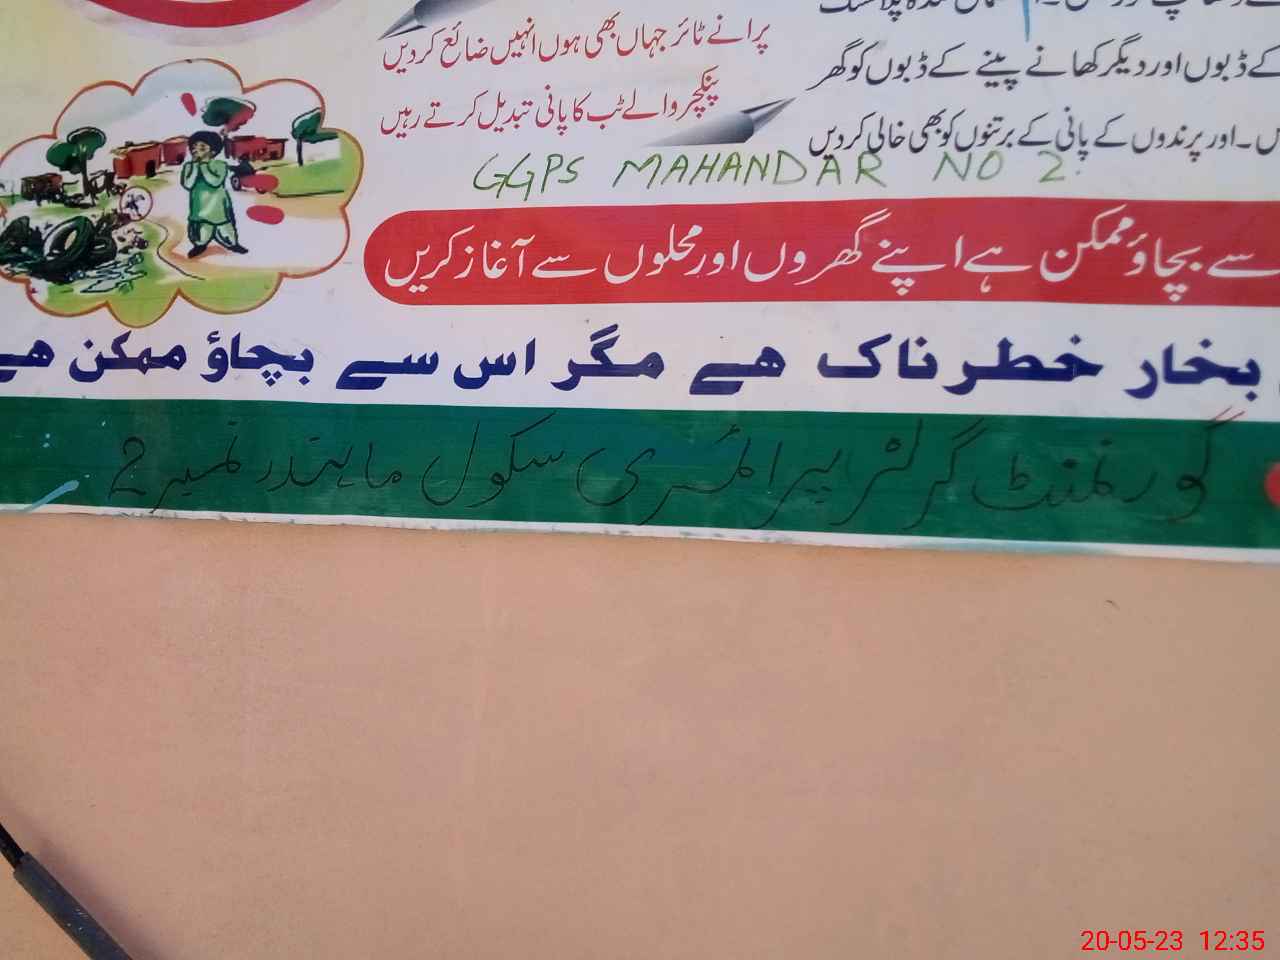 پرانے ٹائر جہاں بھی ہوں انہیں ضائع کر دیں
پنکچر والے ٹب کا پانی تبدیل کرتے رہیں
کے ڈبوں اور دیگر کھانے پینے کے ڈبوں کو گھر
۔ اور پرندوں کے پانی کے برتنوں کو بھی خالی کر دیں
GGPS MAHANDAR NO 2
سے بچاؤ ممکن ہے اپنے گھروں اور محلوں سے آغاز کریں
بخار خطرناک ھے مگر اس سے بچاؤ ممکن ھے
گورنمنٹ گرلز پرائمری سکول ماہندر نمبر 2
20-05-23 12:35